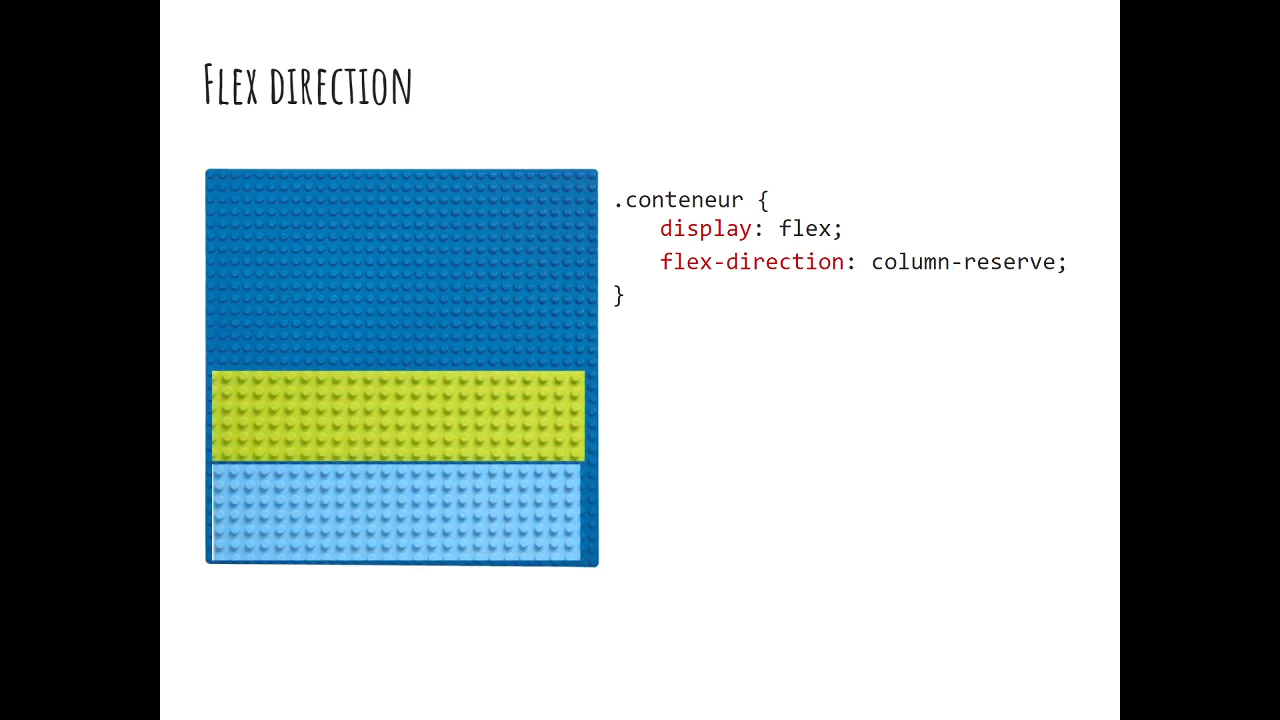 Flex direction
.conteneur {
display: flex;
flex-direction: column-reserve;
}